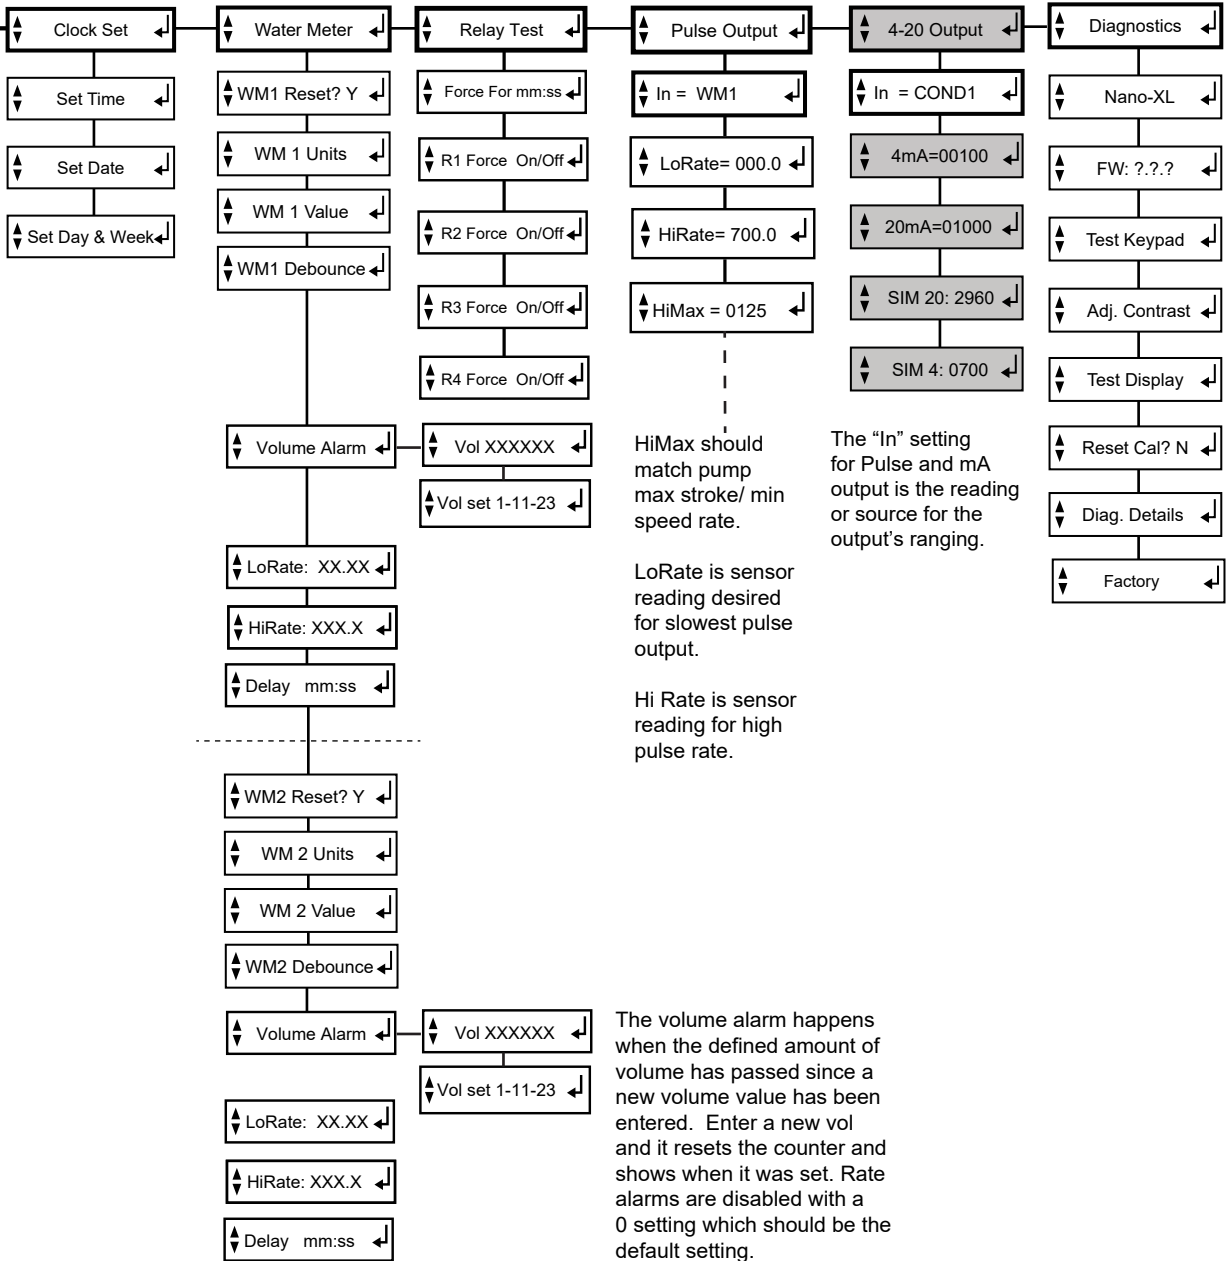 Clock Set
Set Time
Set Date
Set Day & Week
Water Meter
WM1 Reset? Y
WM 1 Units
WM 1 Value
WM1 Debounce
Volume Alarm
Vol XXXXXX
Vol set 1-11-23
LoRate: XX.XX
HiRate: XXX.X
Delay mm:ss
WM2 Reset? Y
WM 2 Units
WM 2 Value
WM2 Debounce
Volume Alarm
Vol XXXXXX
Vol set 1-11-23
LoRate: XX.XX
HiRate: XXX.X
Delay mm:ss
Relay Test
Force For mm:ss
R1 Force On/Off
R2 Force On/Off
R3 Force On/Off
R4 Force On/Off
Pulse Output
In = WM1
LoRate= 000.0
HiRate= 700.0
HiMax = 0125
HiMax should
match pump
max stroke/ min
speed rate.
LoRate is sensor
reading desired
for slowest pulse
output.
Hi Rate is sensor
reading for high
pulse rate.
4-20 Output
In = COND1
4mA=00100
20mA=01000
SIM 20: 2960
SIM 4: 0700
The “In” setting
for Pulse and mA
output is the reading
or source for the
output’s ranging.
Diagnostics
Nano-XL
FW: ?.?.?
Test Keypad
Adj. Contrast
Test Display
Reset Cal? N
Diag. Details
Factory
The volume alarm happens
when the defined amount of
volume has passed since a
new volume value has been
entered. Enter a new vol
and it resets the counter and
shows when it was set. Rate
alarms are disabled with a
0 setting which should be the
default setting.